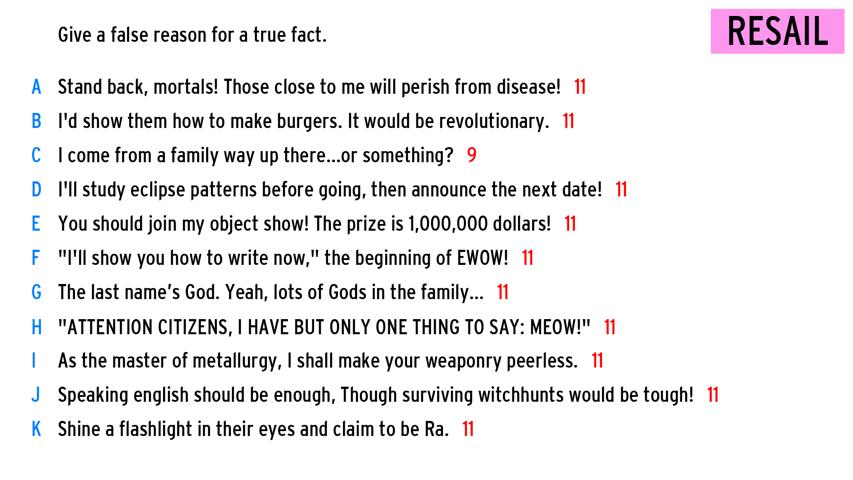 Give a false reason for a true fact.
RESAIL
A Stand back, mortals! Those close to me will perish from disease! 11
B I'd show them how to make burgers. It would be revolutionary. 11
C I come from a family way up there...or something? 9
D I'll study eclipse patterns before going, then announce the next date! 11
E You should join my object show! The prize is 1,000,000 dollars! 11
F "I'll show you how to write now," the beginning of EWOW! 11
G The last name's God. Yeah, lots of Gods in the family... 11
H "ATTENTION CITIZENS, I HAVE BUT ONLY ONE THING TO SAY: MEOW!" 11
I As the master of metallurgy, I shall make your weaponry peerless. 11
J Speaking english should be enough, Though surviving witchhunts would be tough! 11
K Shine a flashlight in their eyes and claim to be Ra. 11